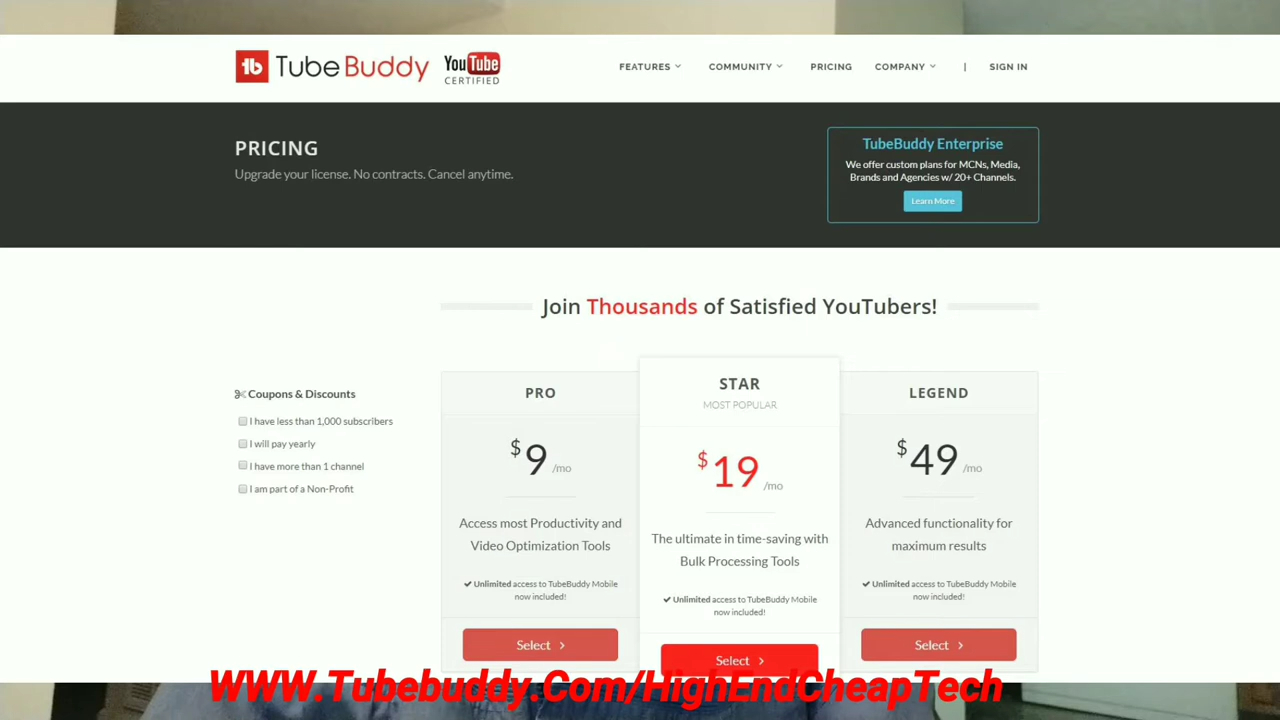 TubeBuddy YouTube CERTIFIED
FEATURES COMMUNITY PRICING COMPANY | SIGN IN
PRICING
Upgrade your license. No contracts. Cancel anytime.
TubeBuddy Enterprise
We offer custom plans for MCNs, Media,
Brands and Agencies w/ 20+ Channels.
Learn More
Join Thousands of Satisfied YouTubers!
Coupons & Discounts
I have less than 1,000 subscribers
I will pay yearly
I have more than 1 channel
I am part of a Non-Profit
PRO
$9/mo
Access most Productivity and
Video Optimization Tools
✔ Unlimited access to TubeBuddy Mobile
now included!
Select >
STAR
MOST POPULAR
$19/mo
The ultimate in time-saving with
Bulk Processing Tools
✔ Unlimited access to TubeBuddy Mobile
now included!
Select >
LEGEND
$49/mo
Advanced functionality for
maximum results
✔ Unlimited access to TubeBuddy Mobile
now included!
Select >
WWW.Tubebuddy.Com/HighEndCheapTech